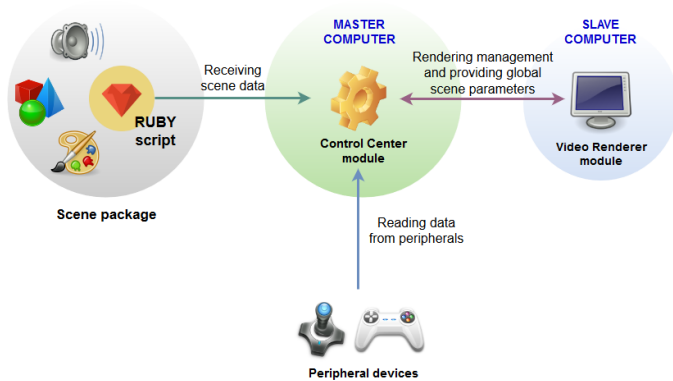 MASTER
COMPUTER
SLAVE
COMPUTER
Receiving
scene data
Rendering management
and providing global
scene parameters
RUBY
script
Control Center
module
Video Renderer
module
Scene package
Reading data
from peripherals
Peripheral devices